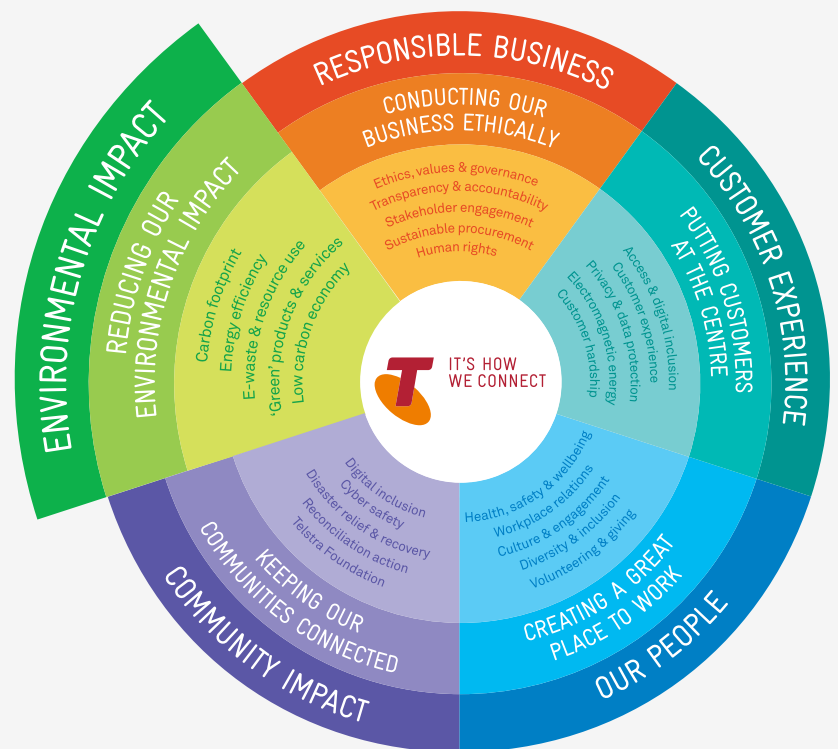 RESPONSIBLE BUSINESS
CONDUCTING OUR
BUSINESS ETHICALLY
Ethics, values & governance
Transparency & accountability
Stakeholder engagement
Sustainable procurement
Human rights
CUSTOMER EXPERIENCE
PUTTING CUSTOMERS
AT THE CENTRE
Access & digital inclusion
Customer experience
Privacy & data protection
Electromagnetic energy
Customer hardship
OUR PEOPLE
CREATING A GREAT
PLACE TO WORK
Health, safety & wellbeing
Workplace relations
Culture & engagement
Diversity & inclusion
Volunteering & giving
COMMUNITY IMPACT
KEEPING OUR
COMMUNITIES CONNECTED
Digital inclusion
Cyber safety
Disaster relief & recovery
Reconciliation action
Telstra Foundation
ENVIRONMENTAL IMPACT
REDUCING OUR
ENVIRONMENTAL IMPACT
Carbon footprint
Energy efficiency
E-waste & resource use
‘Green’ products & services
Low carbon economy
T
IT'S HOW
WE CONNECT